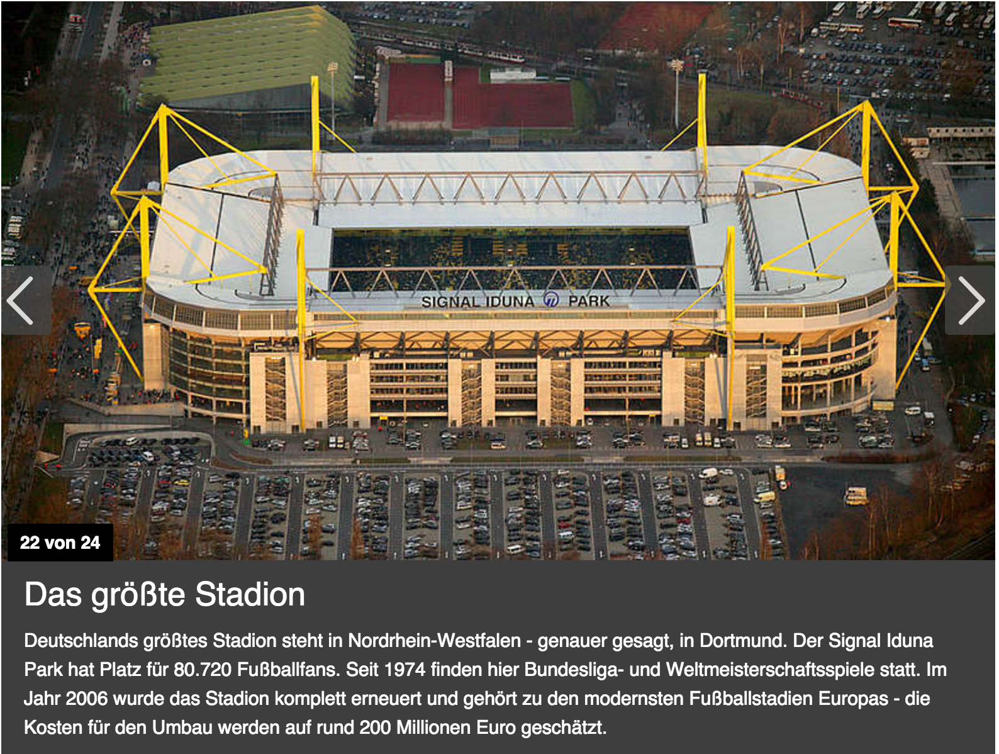 SIGNAL IDUNA PARK
22 von 24
Das größte Stadion
Deutschlands größtes Stadion steht in Nordrhein-Westfalen - genauer gesagt, in Dortmund. Der Signal Iduna
Park hat Platz für 80.720 Fußballfans. Seit 1974 finden hier Bundesliga- und Weltmeisterschaftsspiele statt. Im
Jahr 2006 wurde das Stadion komplett erneuert und gehört zu den modernsten Fußballstadien Europas - die
Kosten für den Umbau werden auf rund 200 Millionen Euro geschätzt.